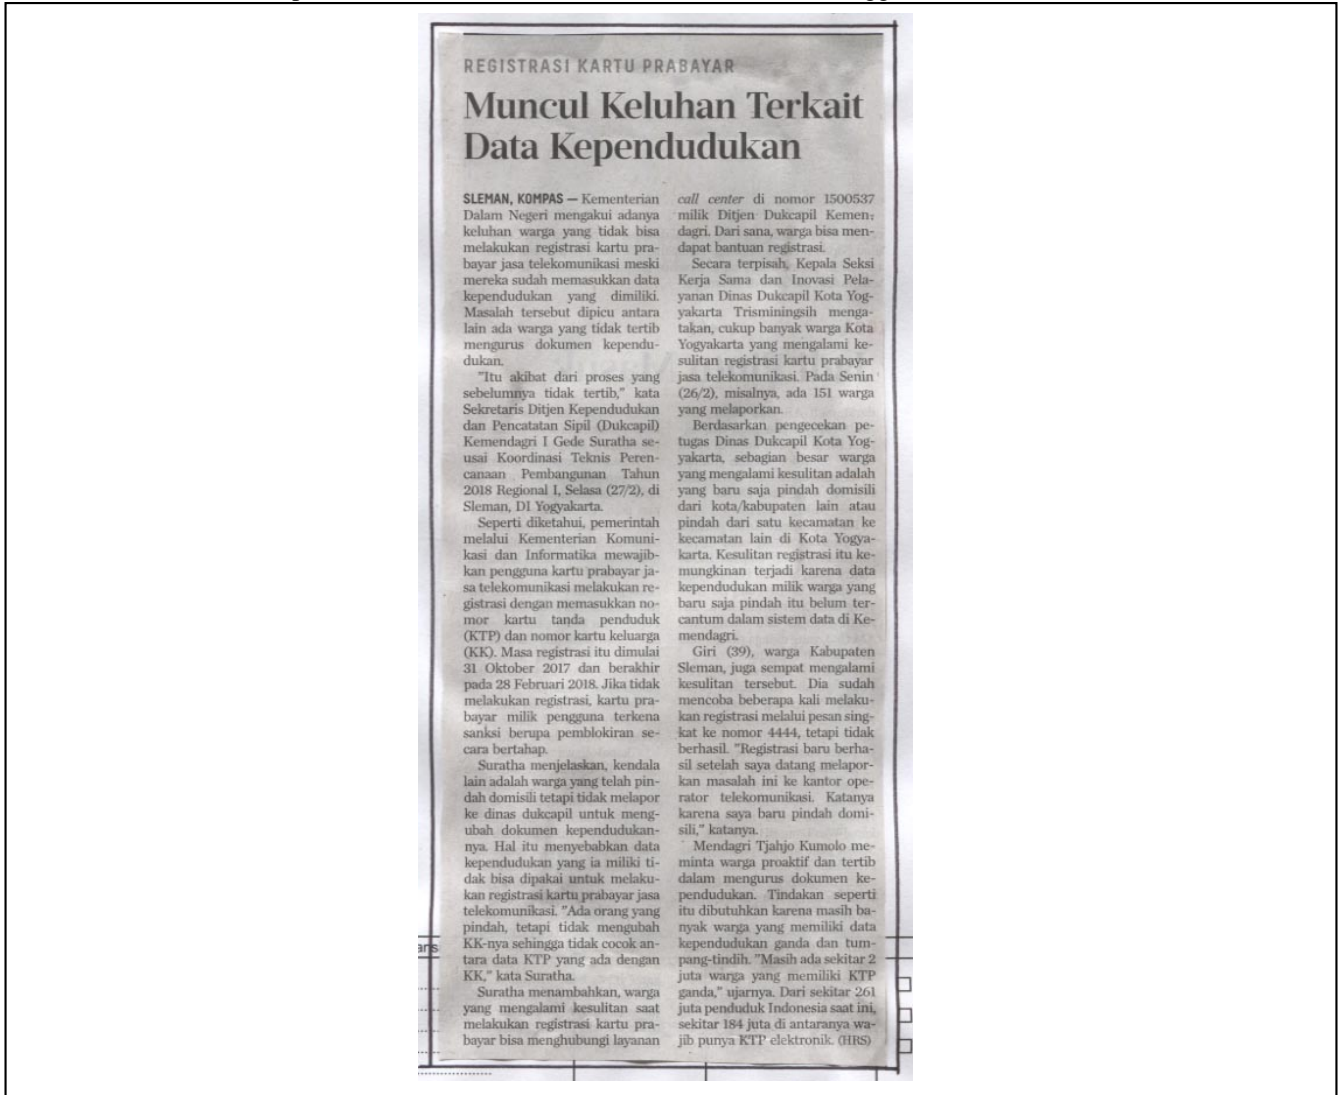 REGISTRASI KARTU PRABAYAR
Muncul Keluhan Terkait
Data Kependudukan
SLEMAN, KOMPAS — Kementerian
Dalam Negeri mengakui adanya
keluhan warga yang tidak bisa
melakukan registrasi kartu pra-
bayar jasa telekomunikasi meski
mereka sudah memasukkan data
kependudukan yang dimiliki.
Masalah tersebut dipicu antara
lain ada warga yang tidak tertib
mengurus dokumen kependu-
dukan.
"Itu akibat dari proses yang
sebelumnya tidak tertib," kata
Sekretaris Ditjen Kependudukan
dan Pencatatan Sipil (Dukcapil)
Kemendagri I Gede Suratha se-
usai Koordinasi Teknis Peren-
canaan Pembangunan Tahun
2018 Regional I, Selasa (27/2), di
Sleman, DI Yogyakarta.
Seperti diketahui, pemerintah
melalui Kementerian Komuni-
kasi dan Informatika mewajib-
kan pengguna kartu prabayar ja-
sa telekomunikasi melakukan re-
gistrasi dengan memasukkan no-
mor kartu tanda penduduk
(KTP) dan nomor kartu keluarga
(KK). Masa registrasi itu dimulai
31 Oktober 2017 dan berakhir
pada 28 Februari 2018. Jika tidak
melakukan registrasi, kartu pra-
bayar milik pengguna terkena
sanksi berupa pemblokiran se-
cara bertahap.
Suratha menjelaskan, kendala
lain adalah warga yang telah pin-
dah domisili tetapi tidak melapor
ke dinas dukcapil untuk meng-
ubah dokumen kependudukan-
nya. Hal itu menyebabkan data
kependudukan yang ia miliki ti-
dak bisa dipakai untuk melaku-
kan registrasi kartu prabayar jasa
telekomunikasi. "Ada orang yang
pindah, tetapi tidak mengubah
KK-nya sehingga tidak cocok an-
tara data KTP yang ada dengan
KK," kata Suratha.
Suratha menambahkan, warga
yang mengalami kesulitan saat
melakukan registrasi kartu pra-
bayar bisa menghubungi layanan
call center di nomor 1500537
milik Ditjen Dukcapil Kemen-
dagri. Dari sana, warga bisa men-
dapat bantuan registrasi.
Secara terpisah, Kepala Seksi
Kerja Sama dan Inovasi Pela-
yanan Dinas Dukcapil Kota Yog-
yakarta Trisminingsih menga-
takan, cukup banyak warga Kota
Yogyakarta yang mengalami ke-
sulitan registrasi kartu prabayar
jasa telekomunikasi. Pada Senin
(26/2), misalnya, ada 151 warga
yang melaporkan.
Berdasarkan pengecekan pe-
tugas Dinas Dukcapil Kota Yog-
yakarta, sebagian besar warga
yang mengalami kesulitan adalah
yang baru saja pindah domisili
dari kota/kabupaten lain atau
pindah dari satu kecamatan ke
kecamatan lain di Kota Yogya-
karta. Kesulitan registrasi itu ke-
mungkinan terjadi karena data
kependudukan milik warga yang
baru saja pindah itu belum ter-
cantum dalam sistem data di Ke-
mendagri.
Giri (39), warga Kabupaten
Sleman, juga sempat mengalami
kesulitan tersebut. Dia sudah
mencoba beberapa kali melaku-
kan registrasi melalui pesan sing-
kat ke nomor 4444, tetapi tidak
berhasil. "Registrasi baru berha-
sil setelah saya datang melapor-
kan masalah ini ke kantor ope-
rator telekomunikasi. Katanya
karena saya baru pindah domi-
sili," katanya.
Mendagri Tjahjo Kumolo me-
minta warga proaktif dan tertib
dalam mengurus dokumen ke-
pendudukan. Tindakan seperti
itu dibutuhkan karena masih ba-
nyak warga yang memiliki data
kependudukan ganda dan tum-
pang-tindih. "Masih ada sekitar 2
juta warga yang memiliki KTP
ganda," ujarnya. Dari sekitar 261
juta penduduk Indonesia saat ini,
sekitar 184 juta di antaranya wa-
jib punya KTP elektronik. (HRS)